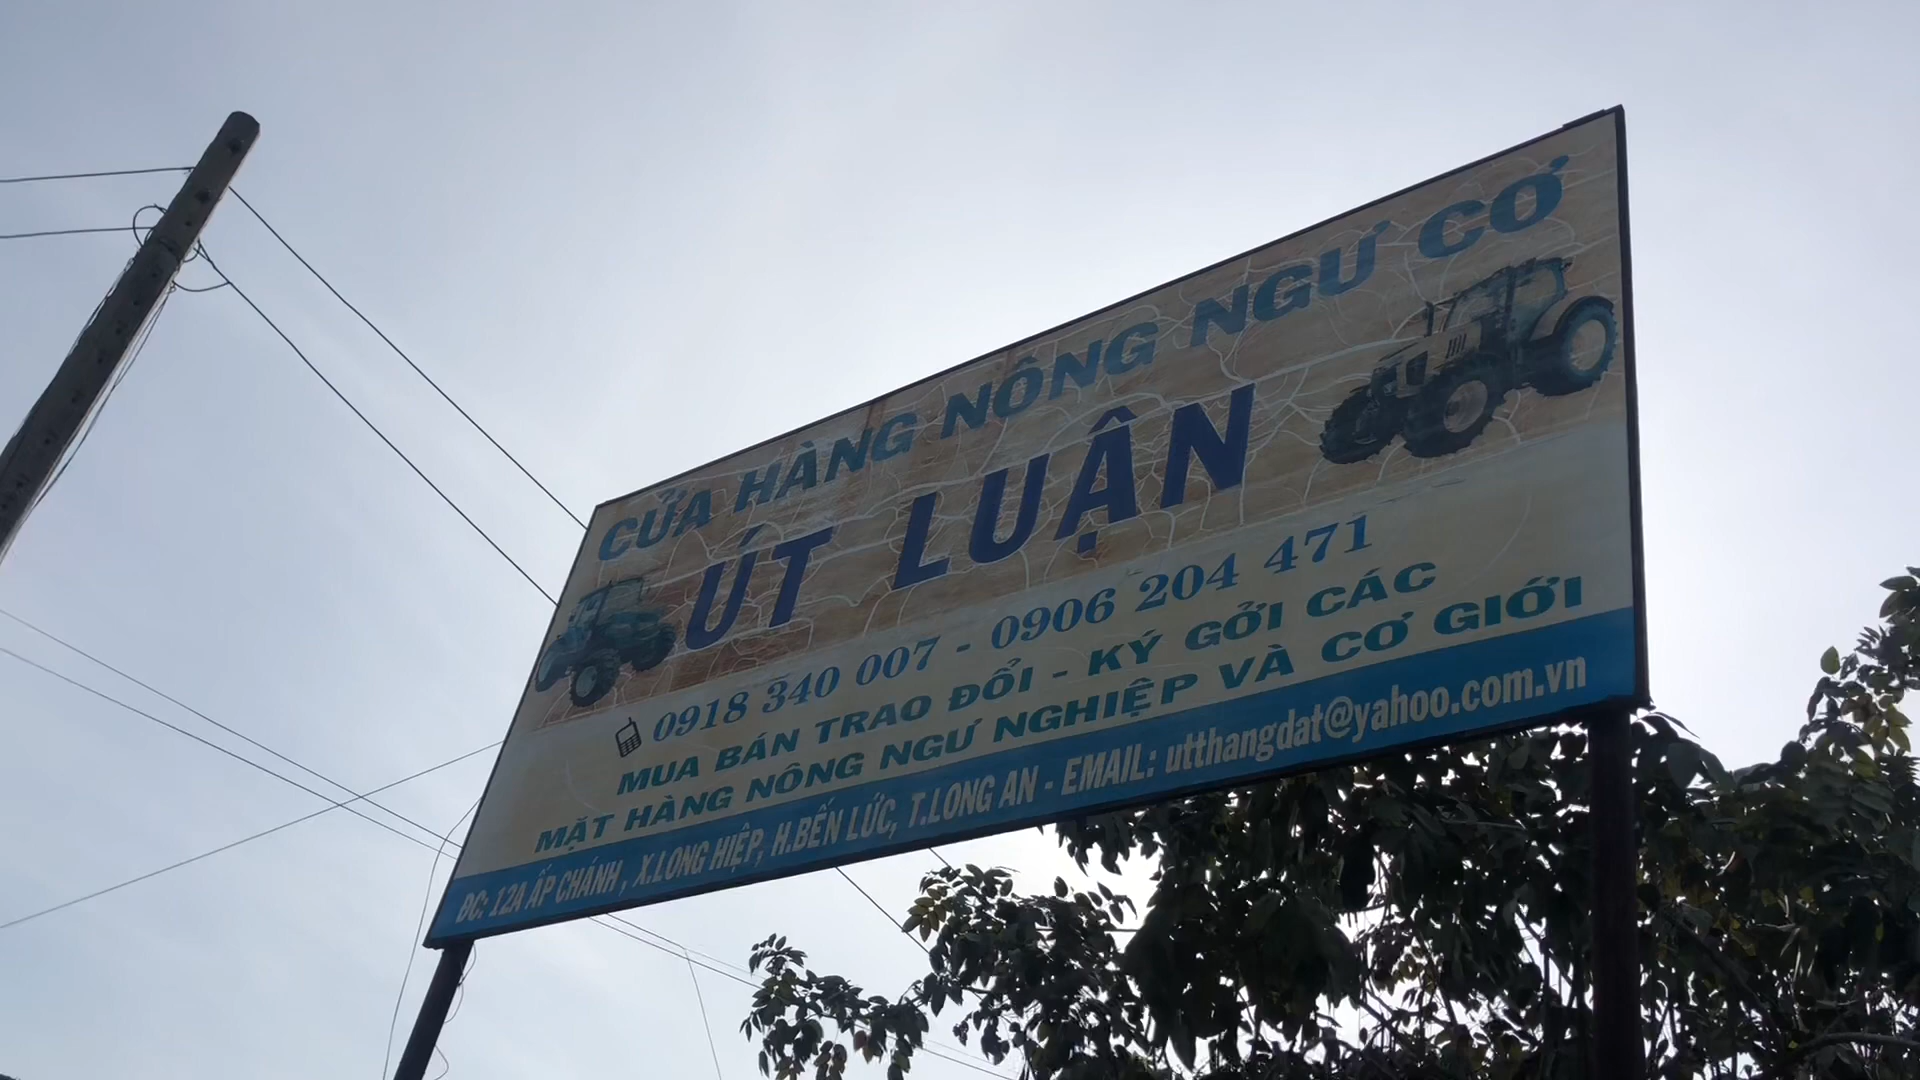 CỬA HÀNG NÔNG NGƯ CƠ
ÚT LUẬN
0918 340 007 - 0906 204 471
MUA BÁN TRAO ĐỔI - KÝ GỞI CÁC
MẶT HÀNG NÔNG NGƯ NGHIỆP VÀ CƠ GIỚI
ĐC: 12A ẤP CHÁNH , X.LONG HIỆP, H.BẾN LỨC, T.LONG AN - EMAIL: utthangdat@yahoo.com.vn